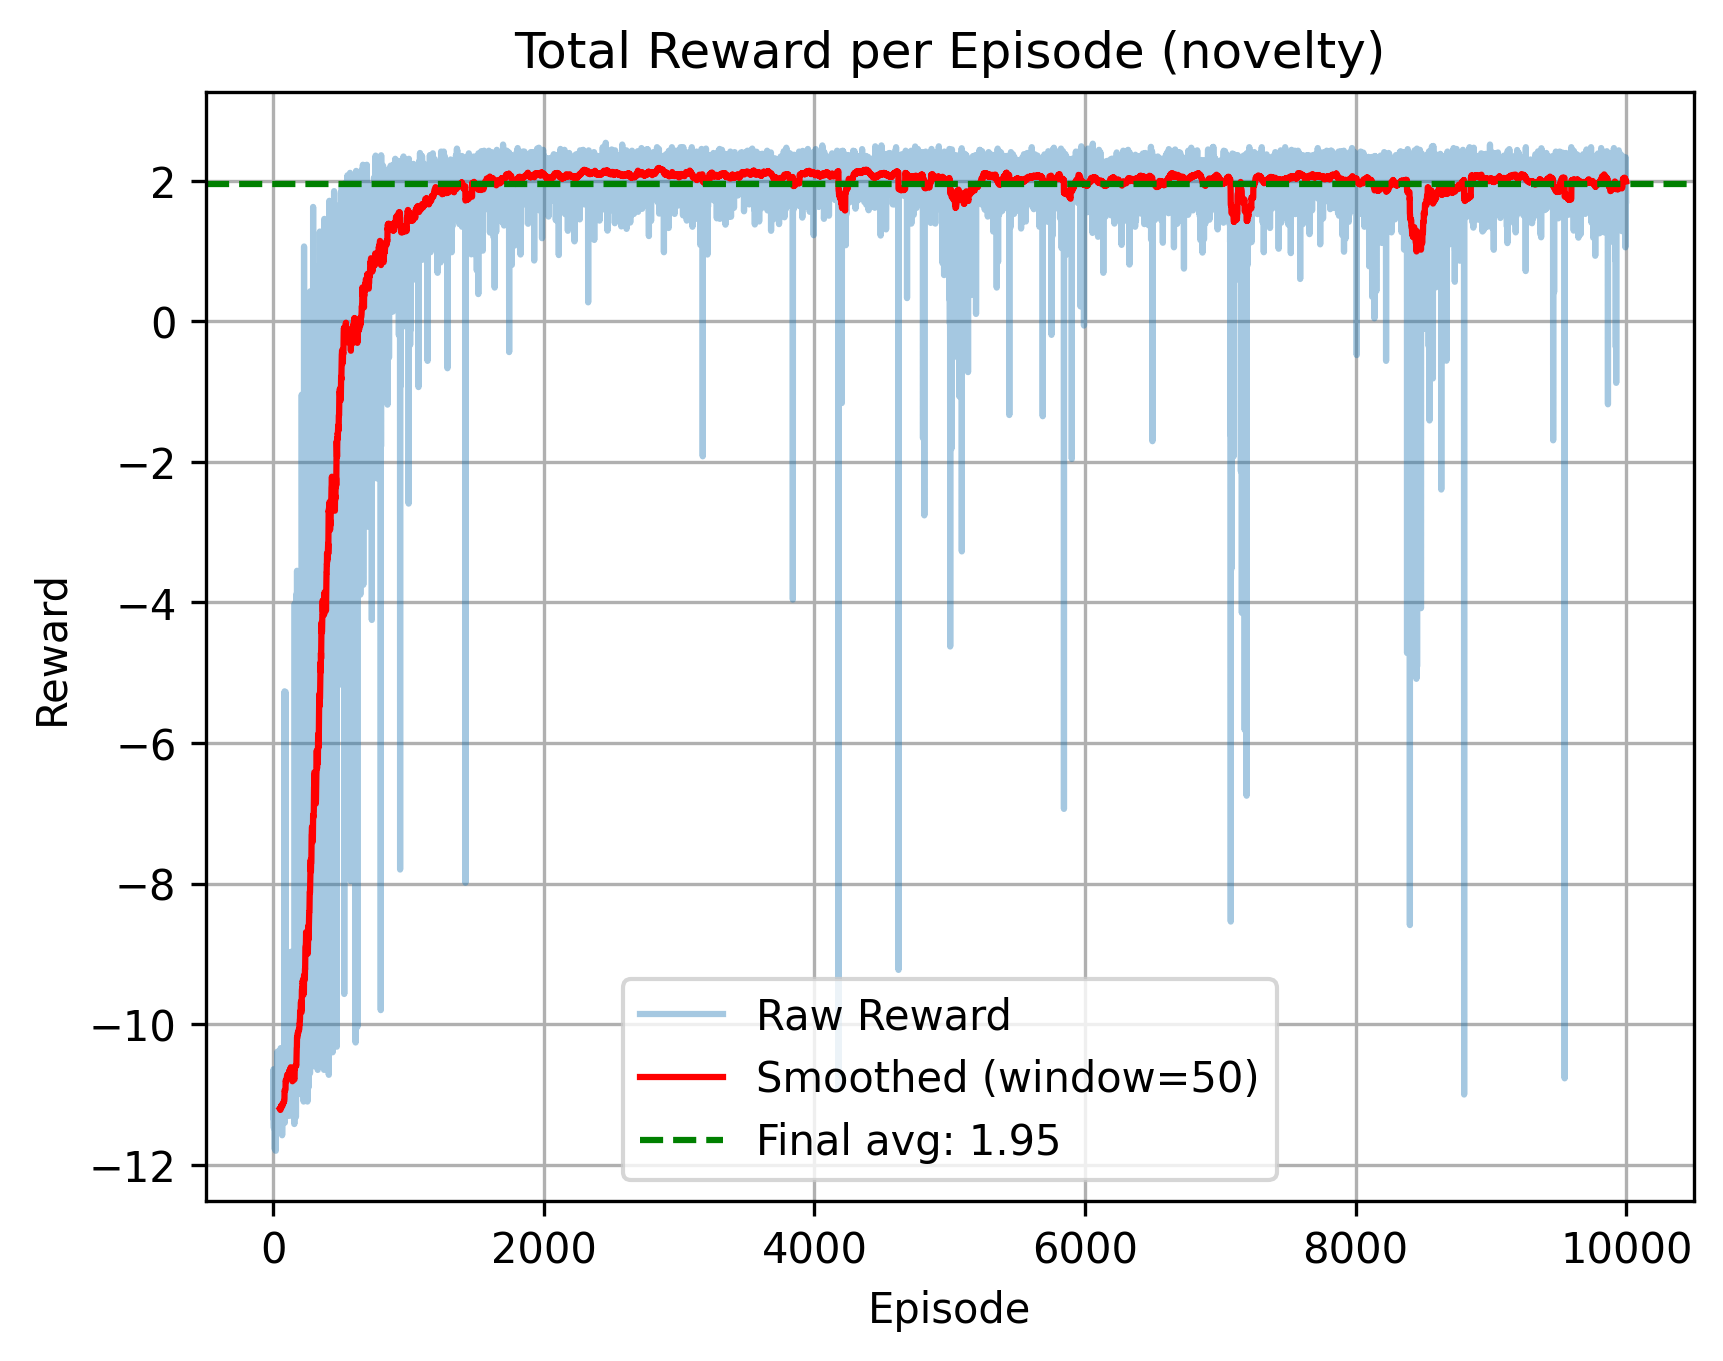 Total Reward per Episode (novelty)
2
0
−2
−4
−6
−8
−10
−12
Reward
Raw Reward
Smoothed (window=50)
Final avg: 1.95
0 2000 4000 6000 8000 10000
Episode